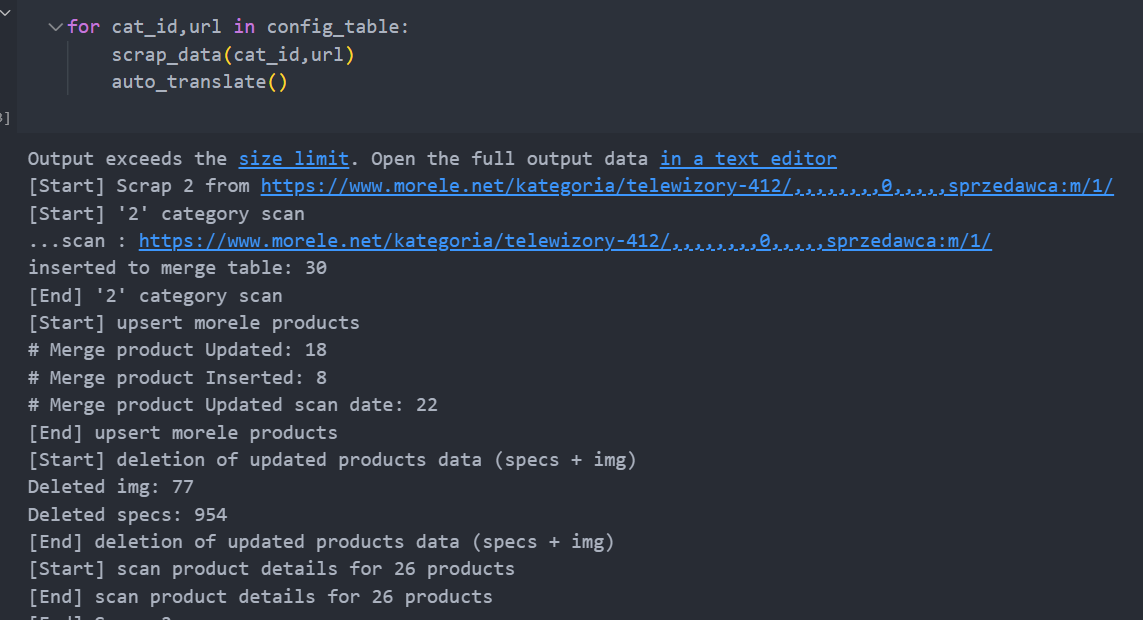 for cat_id,url in config_table:
scrap_data(cat_id,url)
auto_translate()
]
Output exceeds the size limit. Open the full output data in a text editor
[Start] Scrap 2 from https://www.morele.net/kategoria/telewizory-412/,,,,,,,,0,,,,,sprzedawca:m/1/
[Start] '2' category scan
...scan : https://www.morele.net/kategoria/telewizory-412/,,,,,,,,0,,,,,sprzedawca:m/1/
inserted to merge table: 30
[End] '2' category scan
[Start] upsert morele products
# Merge product Updated: 18
# Merge product Inserted: 8
# Merge product Updated scan date: 22
[End] upsert morele products
[Start] deletion of updated products data (specs + img)
Deleted img: 77
Deleted specs: 954
[End] deletion of updated products data (specs + img)
[Start] scan product details for 26 products
[End] scan product details for 26 products